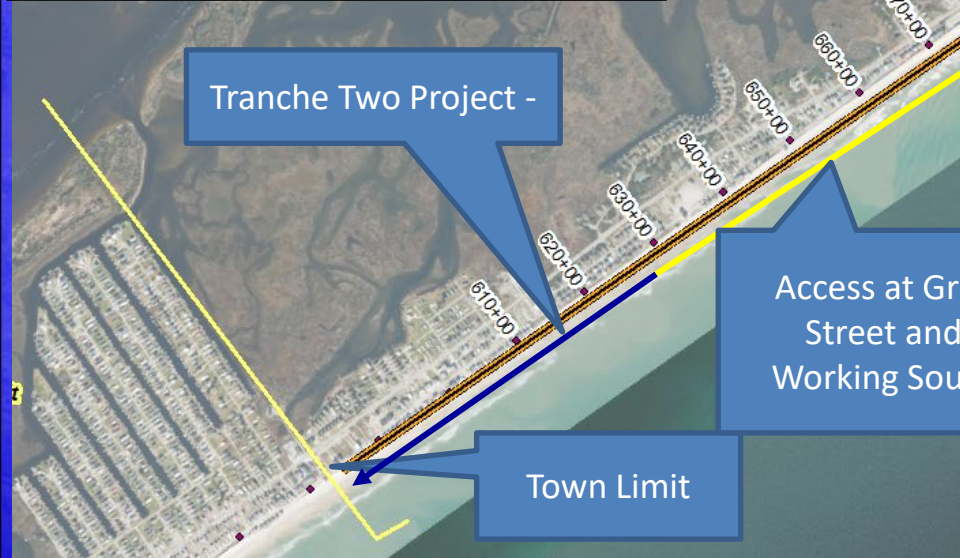 Tranche Two Project -
70+00
660+00
650+00
640+00
630+00
620+00
610+00
Access at Gr
Street and
Working Sou
Town Limit